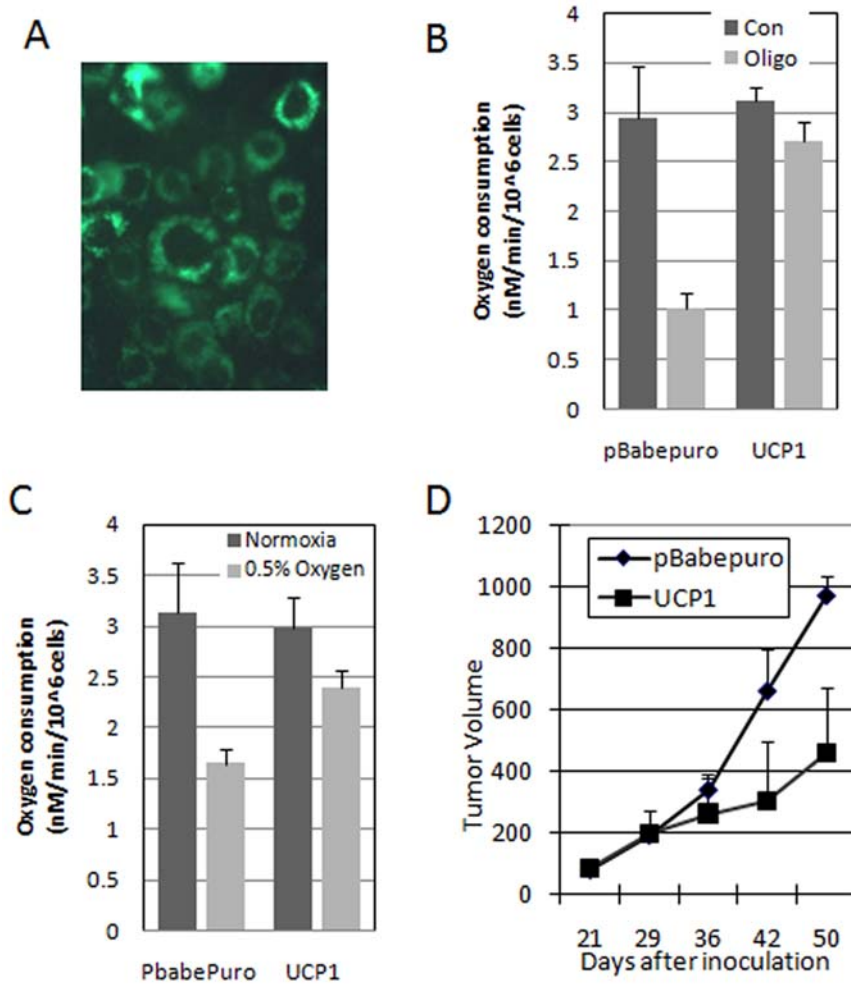 A
B
Oxygen consumption
(nM/min/10^6 cells)
4
3.5
3
2.5
2
1.5
1
0.5
0
Con
Oligo
pBabepuro UCP1
C
Oxygen consumption
(nM/min/10^6 cells)
4
3.5
3
2.5
2
1.5
1
0.5
0
Normoxia
0.5% Oxygen
PbabePuro UCP1
D
Tumor Volume
1200
1000
800
600
400
200
0
pBabepuro
UCP1
21 29 36 42 50
Days after inoculation